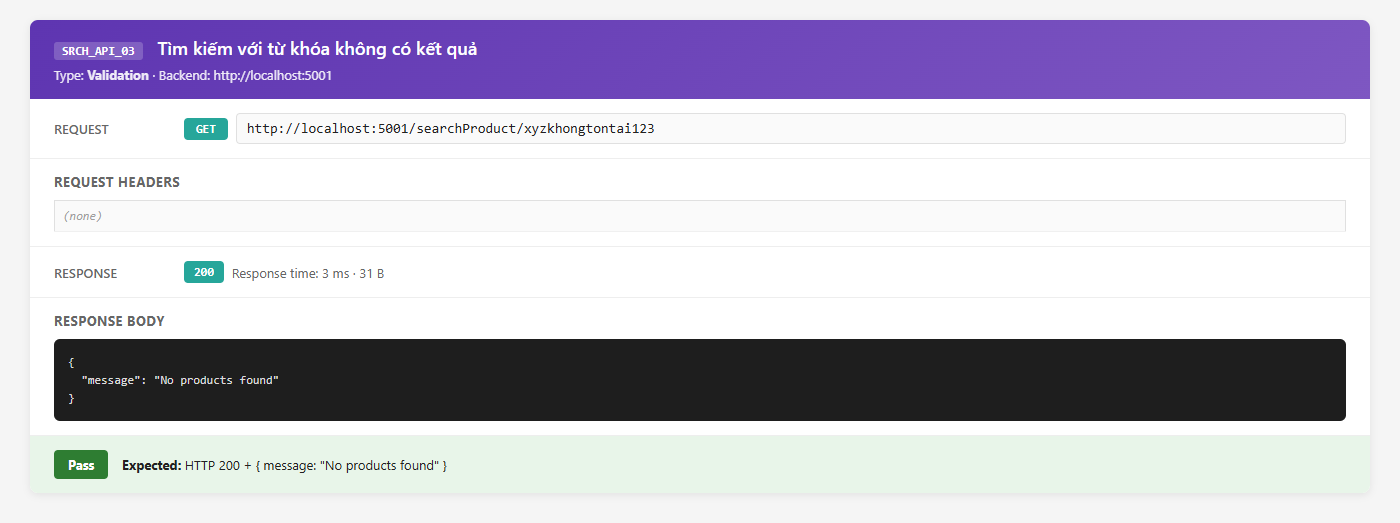 SRCH_API_03 Tìm kiếm với từ khóa không có kết quả
Type: Validation · Backend: http://localhost:5001
REQUEST GET http://localhost:5001/searchProduct/xyzkhongtontai123
REQUEST HEADERS
(none)
RESPONSE 200 Response time: 3 ms · 31 B
RESPONSE BODY
{
"message": "No products found"
}
Pass Expected: HTTP 200 + { message: "No products found" }